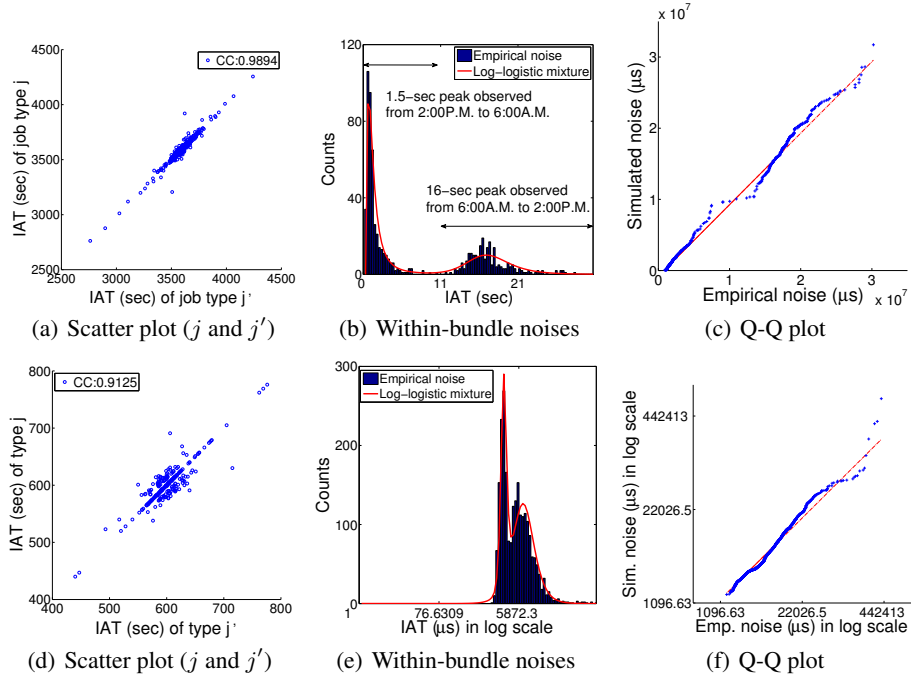 4500
4000
3500
3000
2500
2500 3000 3500 4000 4500
CC:0.9894
IAT (sec) of job type j
IAT (sec) of job type j'
(a) Scatter plot (j and j′)
120
80
40
0
1 11 21
Empirical noise
Log−logistic mixture
1.5−sec peak observed
from 2:00P.M. to 6:00A.M.
16−sec peak observed
from 6:00A.M. to 2:00P.M.
Counts
IAT (sec)
(b) Within-bundle noises
x 10^7
3
2
1
0
0 1 2 3
Simulated noise (μs)
Empirical noise (μs) x 10^7
(c) Q-Q plot
800
700
600
500
400
400 500 600 700 800
CC:0.9125
IAT (sec) of type j
IAT (sec) of type j'
(d) Scatter plot (j and j′)
300
200
100
0
1 76.6309 5872.3
Empirical noise
Log−logistic mixture
Counts
IAT (μs) in log scale
(e) Within-bundle noises
442413
22026.5
1096.63
1096.63 22026.5 442413
Sim. noise (μs) in log scale
Emp. noise (μs) in log scale
(f) Q-Q plot